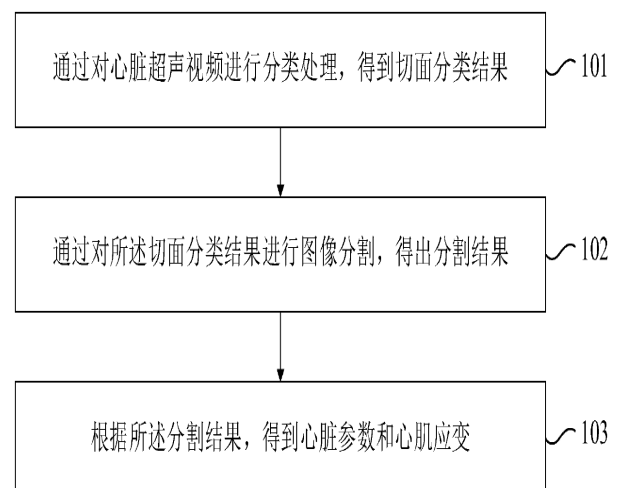 通过对心脏超声视频进行分类处理，得到切面分类结果
101
通过对所述切面分类结果进行图像分割，得出分割结果
102
根据所述分割结果，得到心脏参数和心肌应变
103